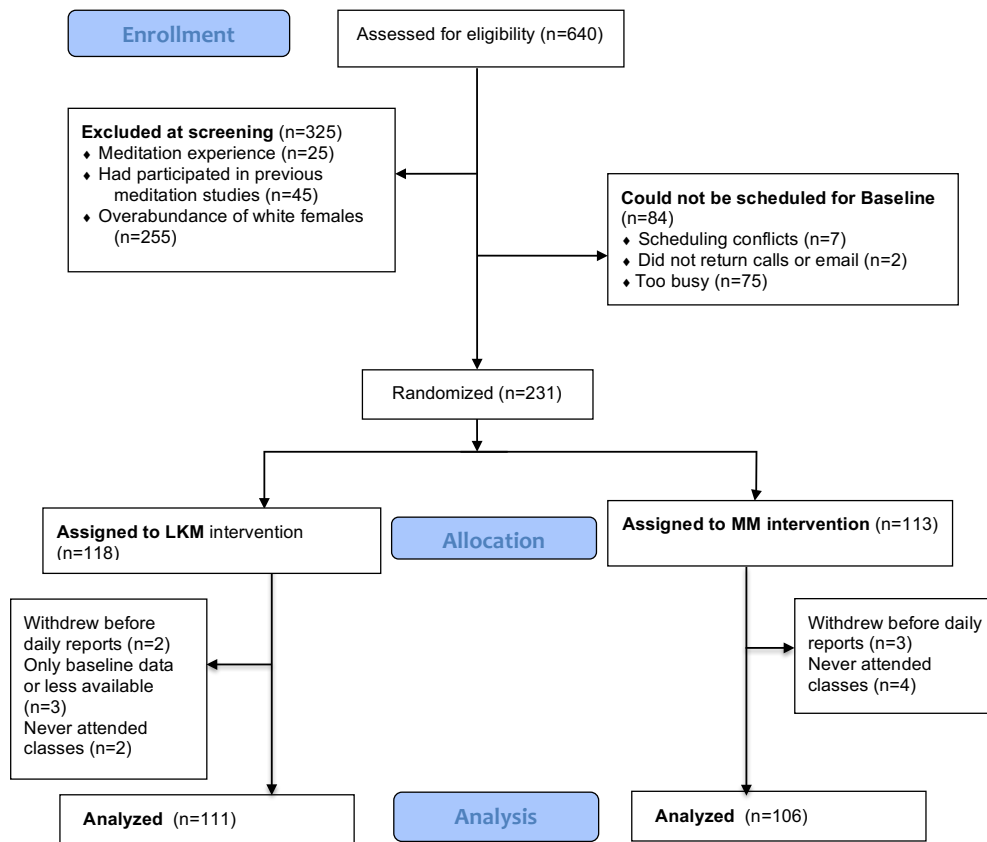 Enrollment
Assessed for eligibility (n=640)
Excluded at screening (n=325)
♦ Meditation experience (n=25)
♦ Had participated in previous
meditation studies (n=45)
♦ Overabundance of white females
(n=255)
Could not be scheduled for Baseline
(n=84)
♦ Scheduling conflicts (n=7)
♦ Did not return calls or email (n=2)
♦ Too busy (n=75)
Randomized (n=231)
Assigned to LKM intervention
(n=118)
Allocation
Assigned to MM intervention (n=113)
Withdrew before
daily reports (n=2)
Only baseline data
or less available
(n=3)
Never attended
classes (n=2)
Withdrew before daily
reports (n=3)
Never attended
classes (n=4)
Analyzed (n=111)
Analysis
Analyzed (n=106)